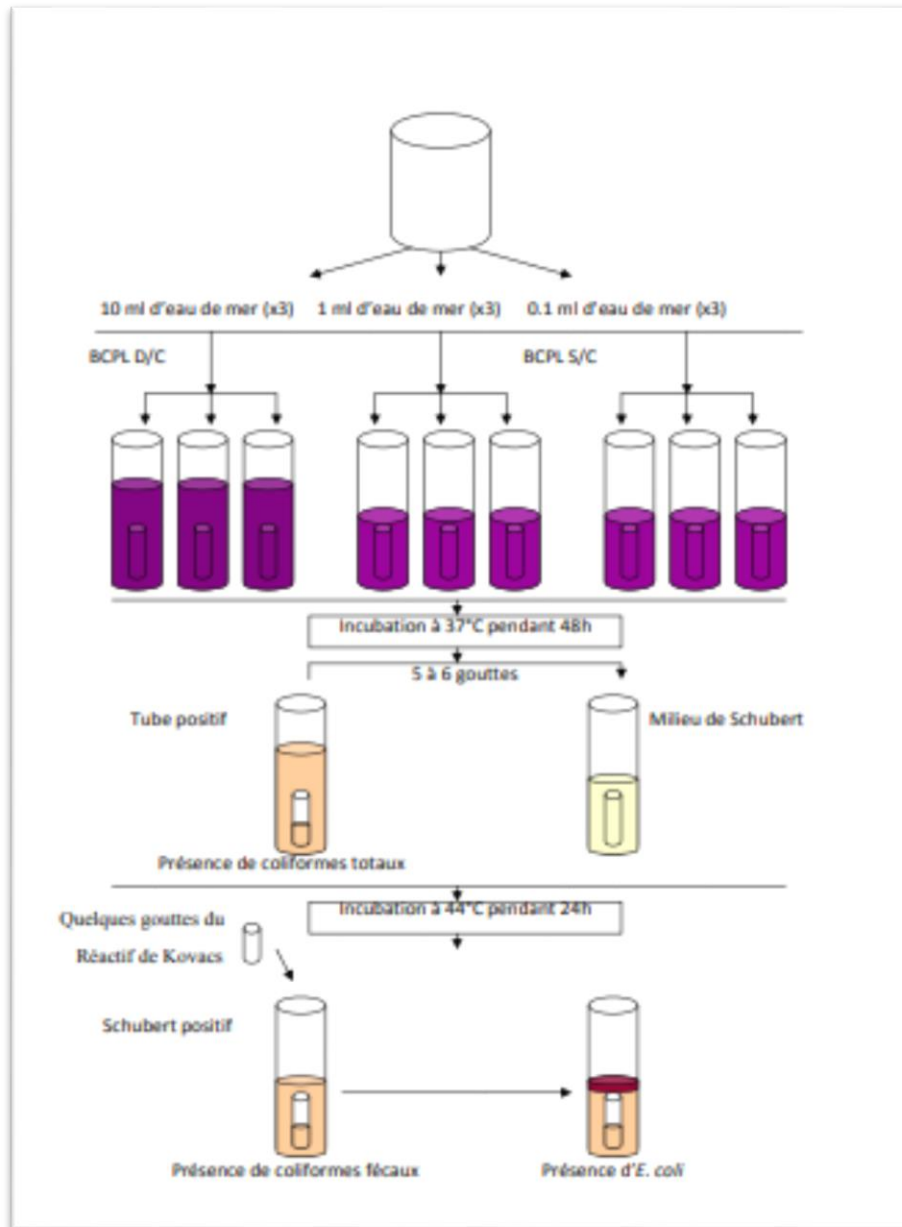 10 ml d'eau de mer (x3) 1 ml d'eau de mer (x3) 0.1 ml d'eau de mer (x3)
BCPL D/C BCPL S/C
Incubation à 37°C pendant 48h
5 à 6 gouttes
Tube positif Milieu de Schubert
Présence de coliformes totaux
Incubation à 44°C pendant 24h
Quelques gouttes du
Réactif de Kovacs
Schubert positif
Présence de coliformes fécaux Présence d'E. coli